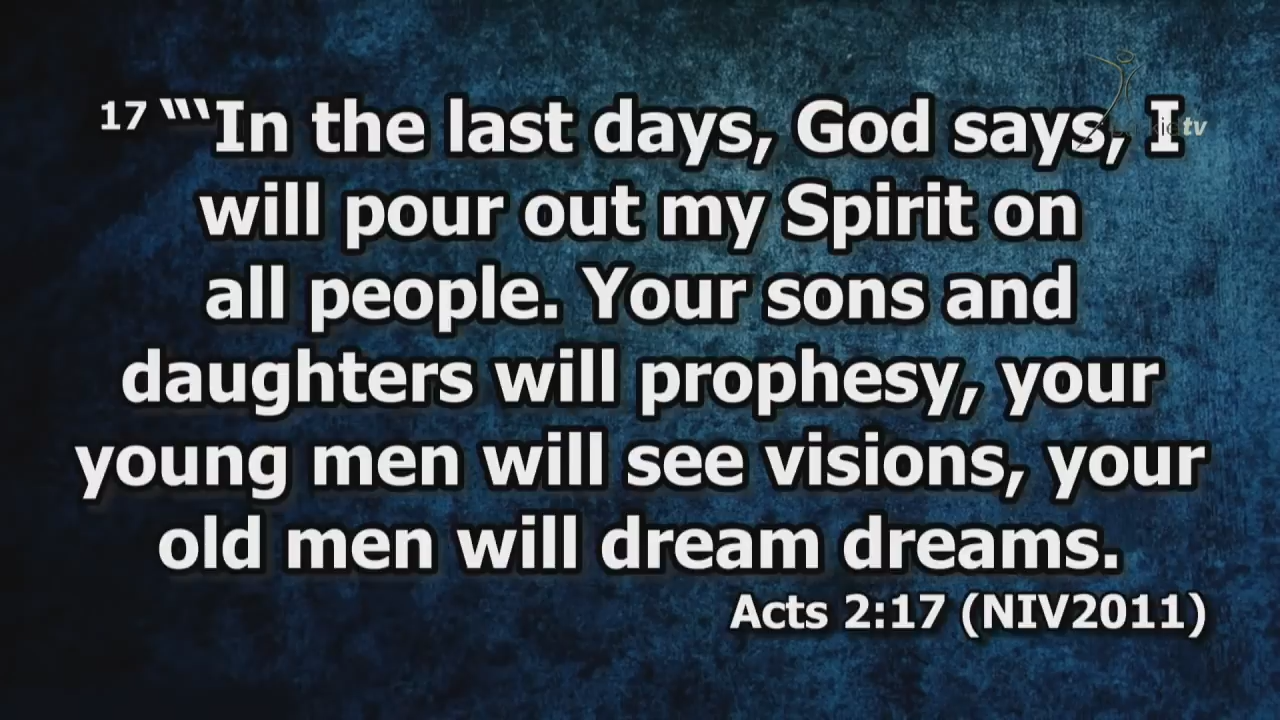 17 “‘“In the last days, God says, I
will pour out my Spirit on
all people. Your sons and
daughters will prophesy, your
young men will see visions, your
old men will dream dreams.
Acts 2:17 (NIV2011)
tv